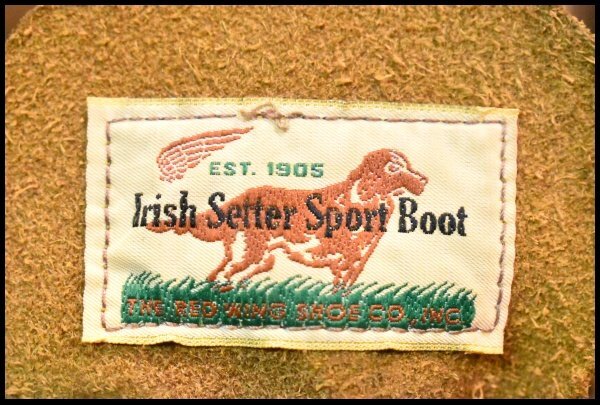 EST. 1905
Irish Setter Sport Boot
THE RED WING SHOE CO. INC.